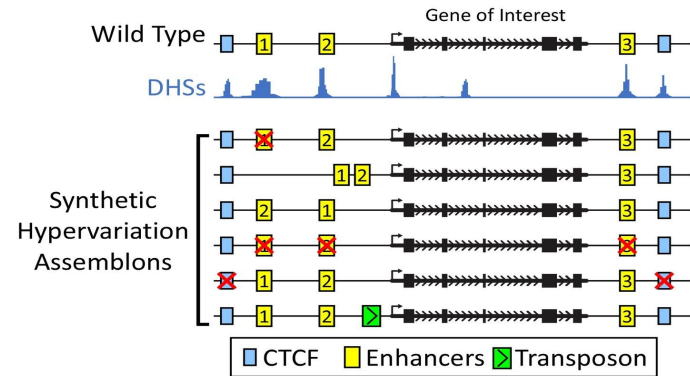 Gene of Interest
Wild Type
1 2 3
DHSs
Synthetic
Hypervariation
Assemblons
1 2 3
1 2 3
2 1 3
1 2 3
1 2 3
1 2 3
CTCF Enhancers Transposon